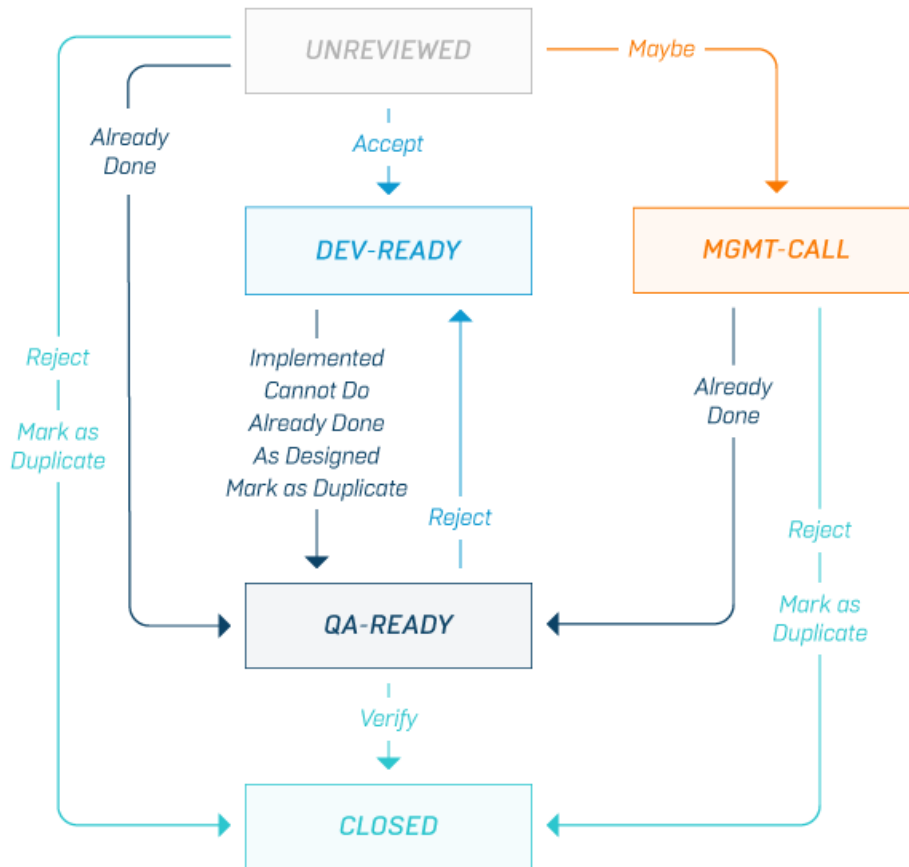 UNREVIEWED
Maybe
Already
Done
Accept
DEV-READY
MGMT-CALL
Reject
Mark as
Duplicate
Implemented
Cannot Do
Already Done
As Designed
Mark as Duplicate
Reject
Already
Done
Reject
Mark as
Duplicate
QA-READY
Verify
CLOSED